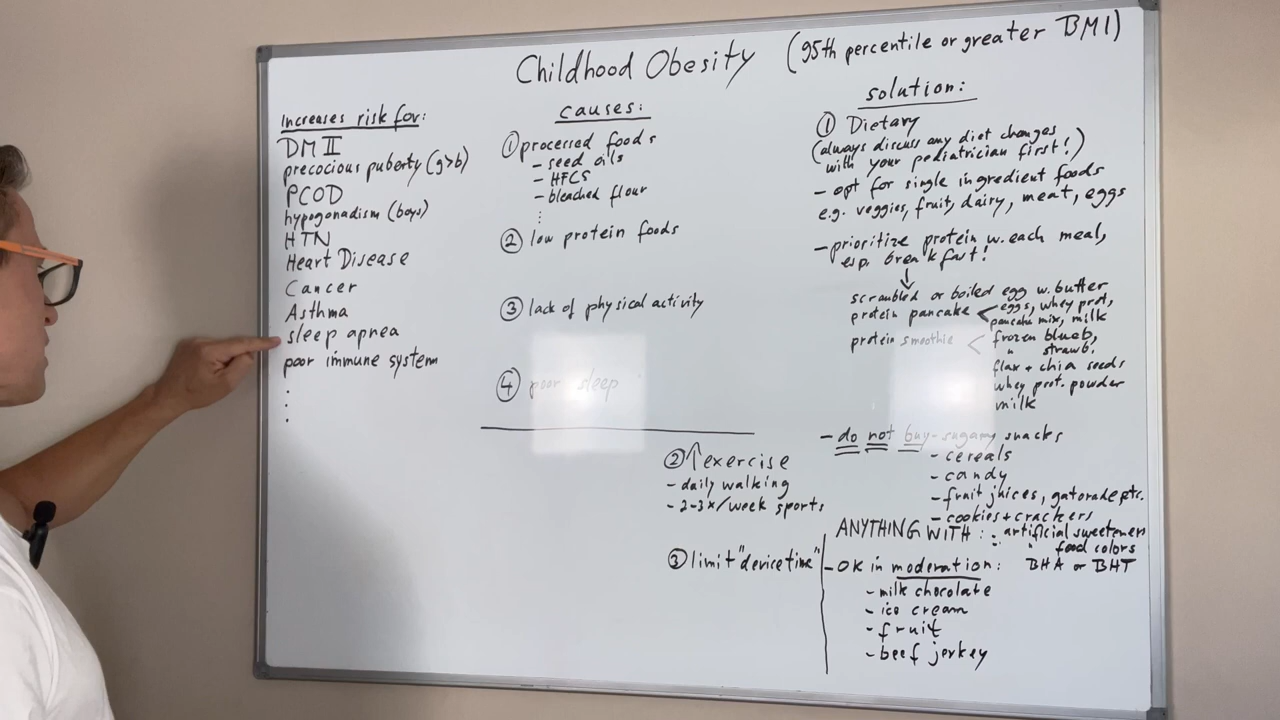 Childhood Obesity (95th percentile or greater BMI)
Increases risk for:
DM II
precocious puberty (g>b)
PCOD
hypogonadism (boys)
HTN
Heart Disease
Cancer
Asthma
sleep apnea
poor immune system
causes:
① processed foods
- seed oils
- HFCS
- bleached flour
② low protein foods
③ lack of physical activity
④ poor sleep
solution:
① Dietary
(always discuss any diet changes
with your pediatrician first!)
- opt for single ingredient foods
e.g. veggies, fruit, dairy, meat, eggs
- prioritize protein w. each meal,
esp. breakfast!
↓
scrambled or boiled egg w. butter
protein pancake < eggs, whey prot,
pancake mix, milk
protein smoothie < frozen blueb,
" strawb.
flax + chia seeds
whey prot. powder
milk
- do not buy - sugary snacks
- cereals
- candy
- fruit juices, gatorade etc.
- cookies + crackers
ANYTHING WITH: artificial sweeteners
food colors
BHA or BHT
- OK in moderation:
- milk chocolate
- ice cream
- fruit
- beef jerky
② ↑ exercise
- daily walking
- 2-3x/week sports
③ limit "device time"